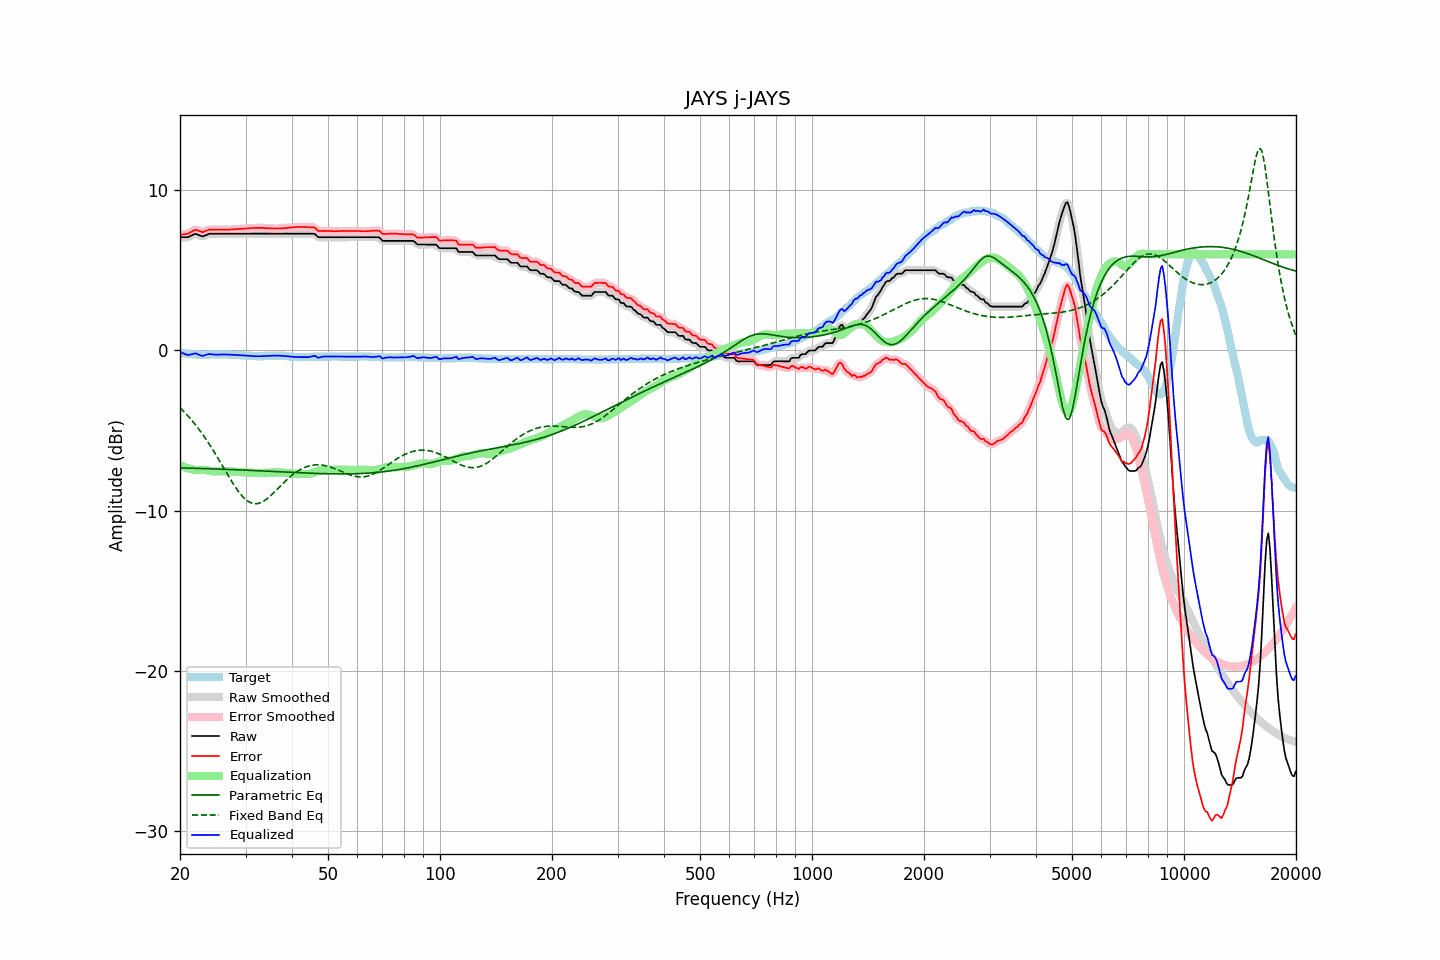 JAYS j-JAYS
Amplitude (dBr)
10
0
−10
−20
−30
Target
Raw Smoothed
Error Smoothed
Raw
Error
Equalization
Parametric Eq
Fixed Band Eq
Equalized
20 50 100 200 500 1000 2000 5000 10000 20000
Frequency (Hz)